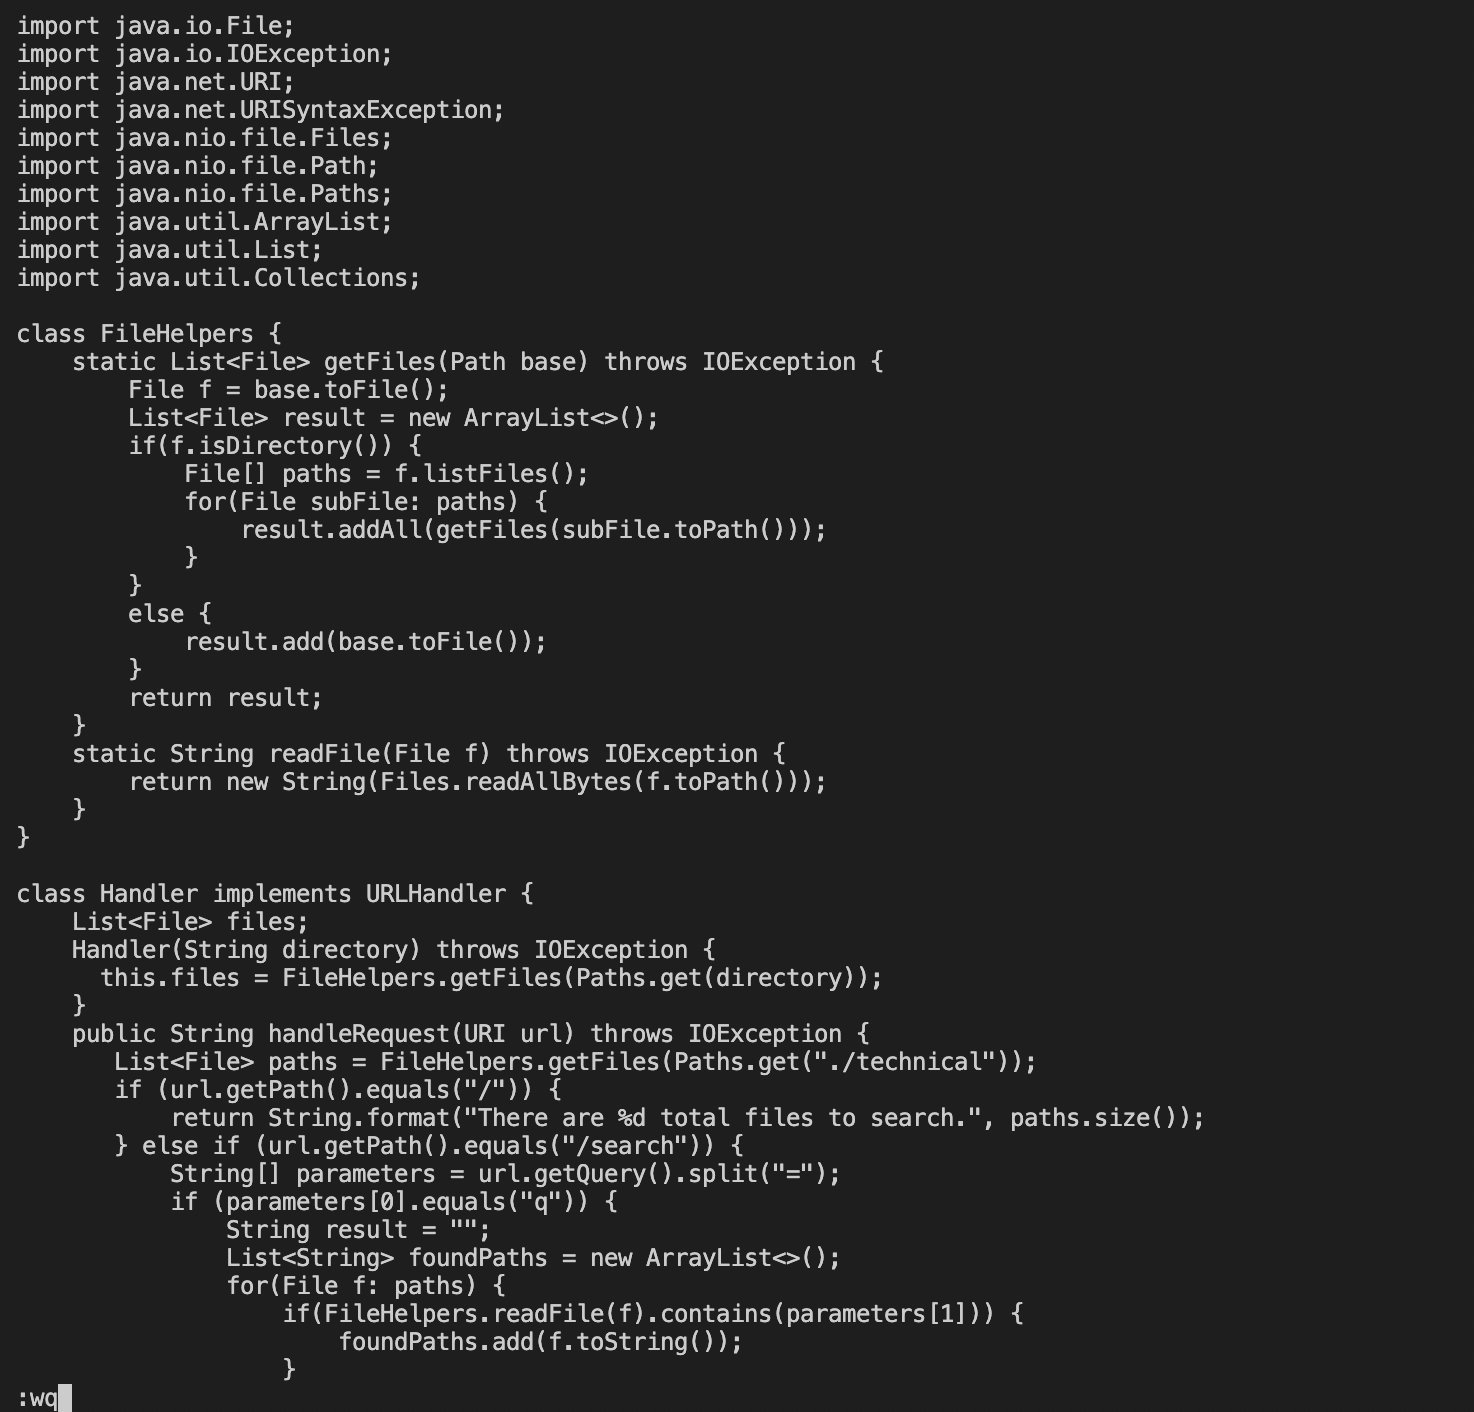 import java.io.File;
import java.io.IOException;
import java.net.URI;
import java.net.URISyntaxException;
import java.nio.file.Files;
import java.nio.file.Path;
import java.nio.file.Paths;
import java.util.ArrayList;
import java.util.List;
import java.util.Collections;

class FileHelpers {
    static List<File> getFiles(Path base) throws IOException {
        File f = base.toFile();
        List<File> result = new ArrayList<>();
        if(f.isDirectory()) {
            File[] paths = f.listFiles();
            for(File subFile: paths) {
                result.addAll(getFiles(subFile.toPath()));
            }
        }
        else {
            result.add(base.toFile());
        }
        return result;
    }
    static String readFile(File f) throws IOException {
        return new String(Files.readAllBytes(f.toPath()));
    }
}

class Handler implements URLHandler {
    List<File> files;
    Handler(String directory) throws IOException {
      this.files = FileHelpers.getFiles(Paths.get(directory));
    }
    public String handleRequest(URI url) throws IOException {
       List<File> paths = FileHelpers.getFiles(Paths.get("./technical"));
       if (url.getPath().equals("/")) {
           return String.format("There are %d total files to search.", paths.size());
       } else if (url.getPath().equals("/search")) {
           String[] parameters = url.getQuery().split("=");
           if (parameters[0].equals("q")) {
               String result = "";
               List<String> foundPaths = new ArrayList<>();
               for(File f: paths) {
                   if(FileHelpers.readFile(f).contains(parameters[1])) {
                       foundPaths.add(f.toString());
                   }
:wq